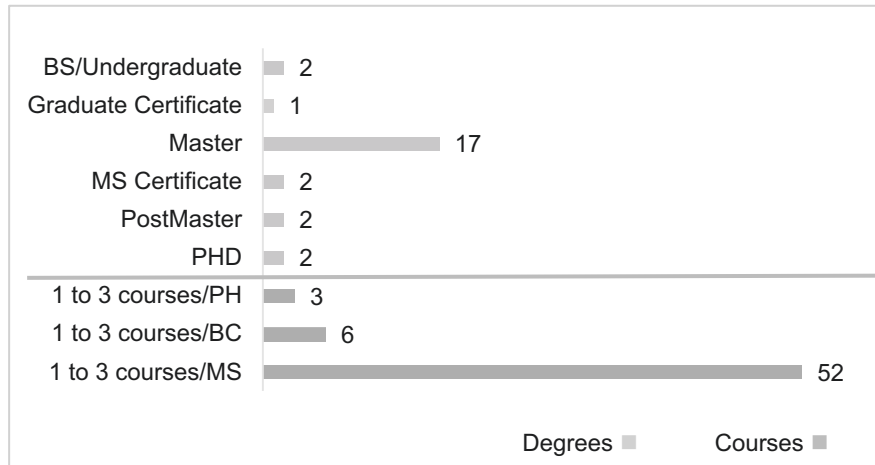 BS/Undergraduate 2
Graduate Certificate 1
Master 17
MS Certificate 2
PostMaster 2
PHD 2
1 to 3 courses/PH 3
1 to 3 courses/BC 6
1 to 3 courses/MS 52
Degrees Courses